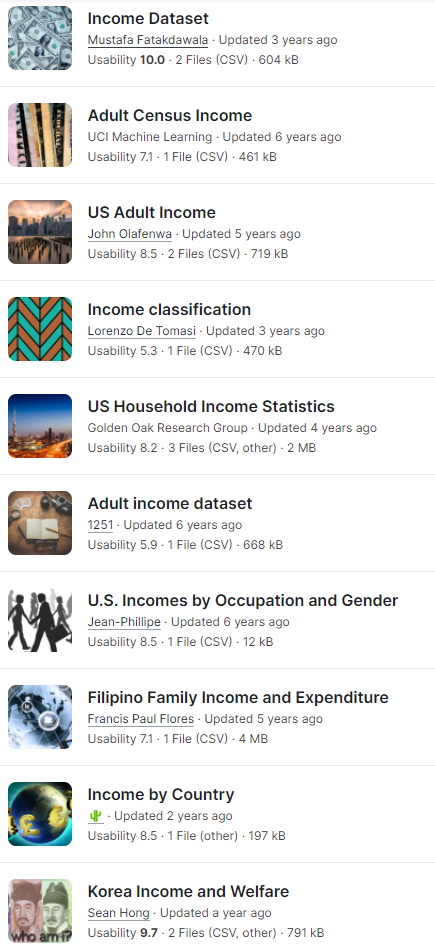 Income Dataset
Mustafa Fatakdawala · Updated 3 years ago
Usability 10.0 · 2 Files (CSV) · 604 kB
Adult Census Income
UCI Machine Learning · Updated 6 years ago
Usability 7.1 · 1 File (CSV) · 461 kB
US Adult Income
John Olafenwa · Updated 5 years ago
Usability 8.5 · 2 Files (CSV) · 719 kB
Income classification
Lorenzo De Tomasi · Updated 3 years ago
Usability 5.3 · 1 File (CSV) · 470 kB
US Household Income Statistics
Golden Oak Research Group · Updated 4 years ago
Usability 8.2 · 3 Files (CSV, other) · 2 MB
Adult income dataset
1251 · Updated 6 years ago
Usability 5.9 · 1 File (CSV) · 668 kB
U.S. Incomes by Occupation and Gender
Jean-Phillipe · Updated 6 years ago
Usability 8.5 · 1 File (CSV) · 12 kB
Filipino Family Income and Expenditure
Francis Paul Flores · Updated 5 years ago
Usability 7.1 · 1 File (CSV) · 4 MB
Income by Country
🌵 · Updated 2 years ago
Usability 8.5 · 1 File (other) · 197 kB
Korea Income and Welfare
Sean Hong · Updated a year ago
Usability 9.7 · 2 Files (CSV, other) · 791 kB
who am i?